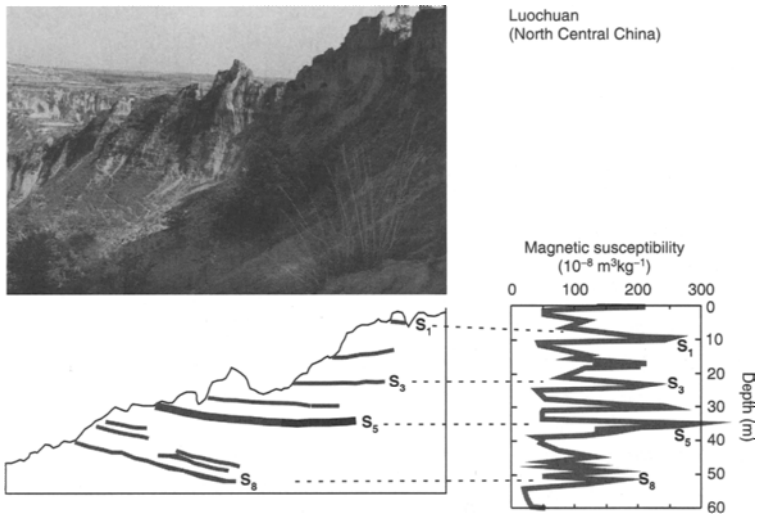 Luochuan
(North Central China)
Magnetic susceptibility
(10⁻⁸ m³kg⁻¹)
0 100 200 300
0
10
20
30
40
50
60
Depth (m)
S₁
S₃
S₅
S₈
S₁
S₃
S₅
S₈